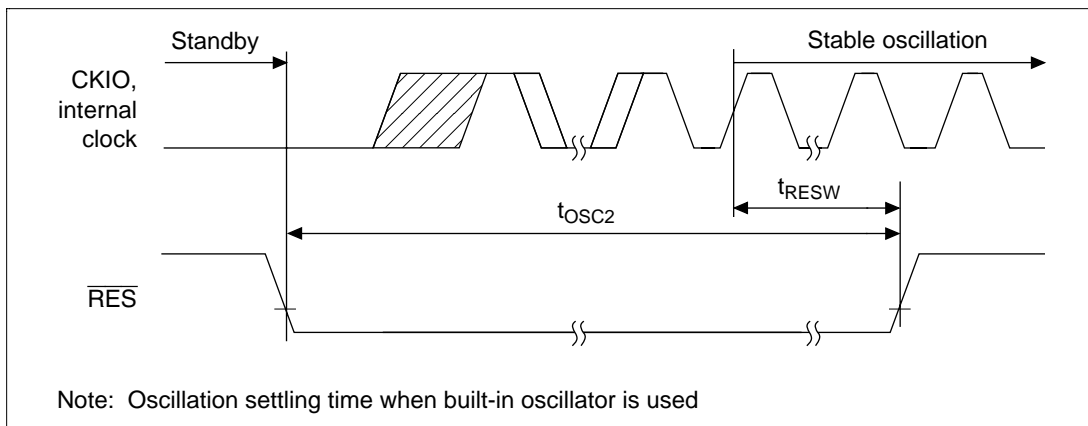 Standby
Stable oscillation
CKIO,
internal
clock
tRESW
tOSC2
RES
Note: Oscillation settling time when built-in oscillator is used